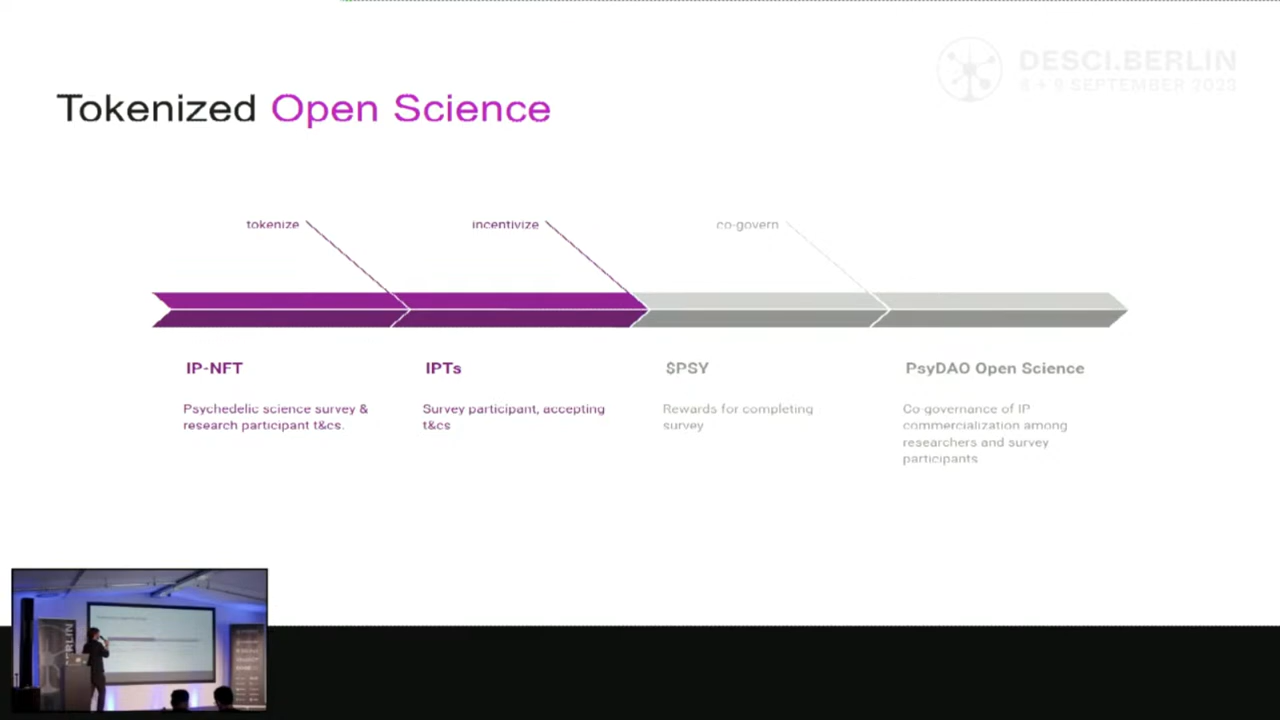 DESCI.BERLIN
8 + 9 SEPTEMBER 2023
Tokenized Open Science
tokenize
incentivize
co-govern
IP-NFT
IPTs
$PSY
PsyDAO Open Science
Psychedelic science survey &
research participant t&cs.
Survey participant, accepting
t&cs
Rewards for completing
survey
Co-governance of IP
commercialization among
researchers and survey
participants
BERLIN